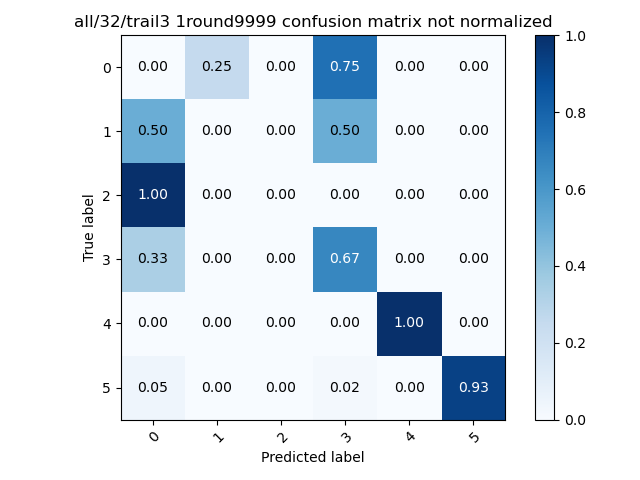 all/32/trail3 1round9999 confusion matrix not normalized
True label
0 0.00 0.25 0.00 0.75 0.00 0.00
1 0.50 0.00 0.00 0.50 0.00 0.00
2 1.00 0.00 0.00 0.00 0.00 0.00
3 0.33 0.00 0.00 0.67 0.00 0.00
4 0.00 0.00 0.00 0.00 1.00 0.00
5 0.05 0.00 0.00 0.02 0.00 0.93
0 1 2 3 4 5
Predicted label
1.0
0.8
0.6
0.4
0.2
0.0